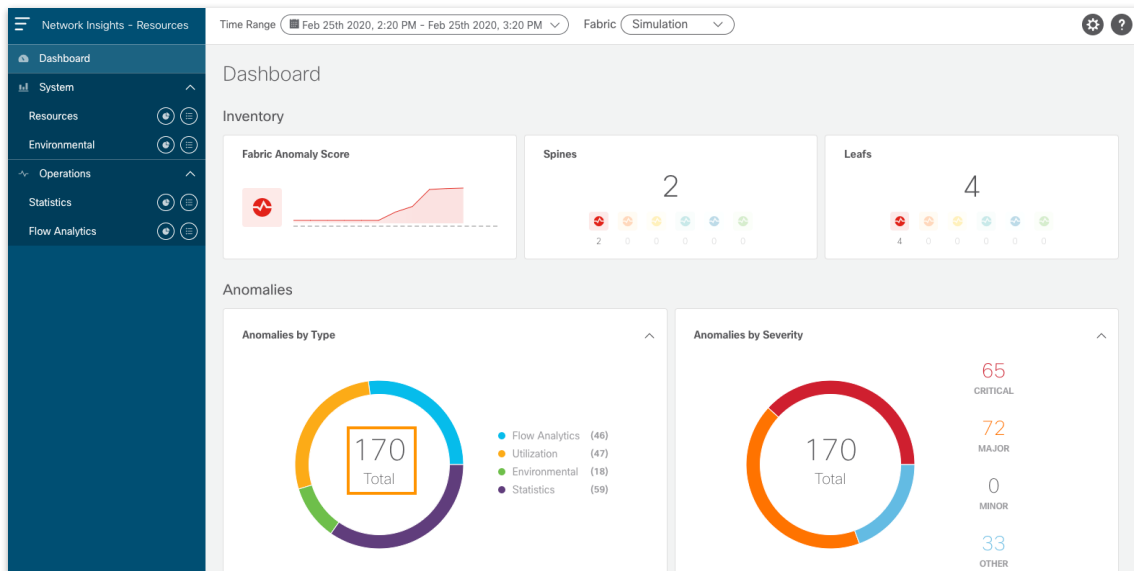 Network Insights - Resources
Time Range
Feb 25th 2020, 2:20 PM - Feb 25th 2020, 3:20 PM
Fabric
Simulation
?
Dashboard
System
Resources
Environmental
Operations
Statistics
Flow Analytics
Dashboard
Inventory
Fabric Anomaly Score
Spines
2
2 0 0 0 0 0
Leafs
4
4 0 0 0 0 0
Anomalies
Anomalies by Type
170
Total
Flow Analytics (46)
Utilization (47)
Environmental (18)
Statistics (59)
Anomalies by Severity
170
Total
65
CRITICAL
72
MAJOR
0
MINOR
33
OTHER